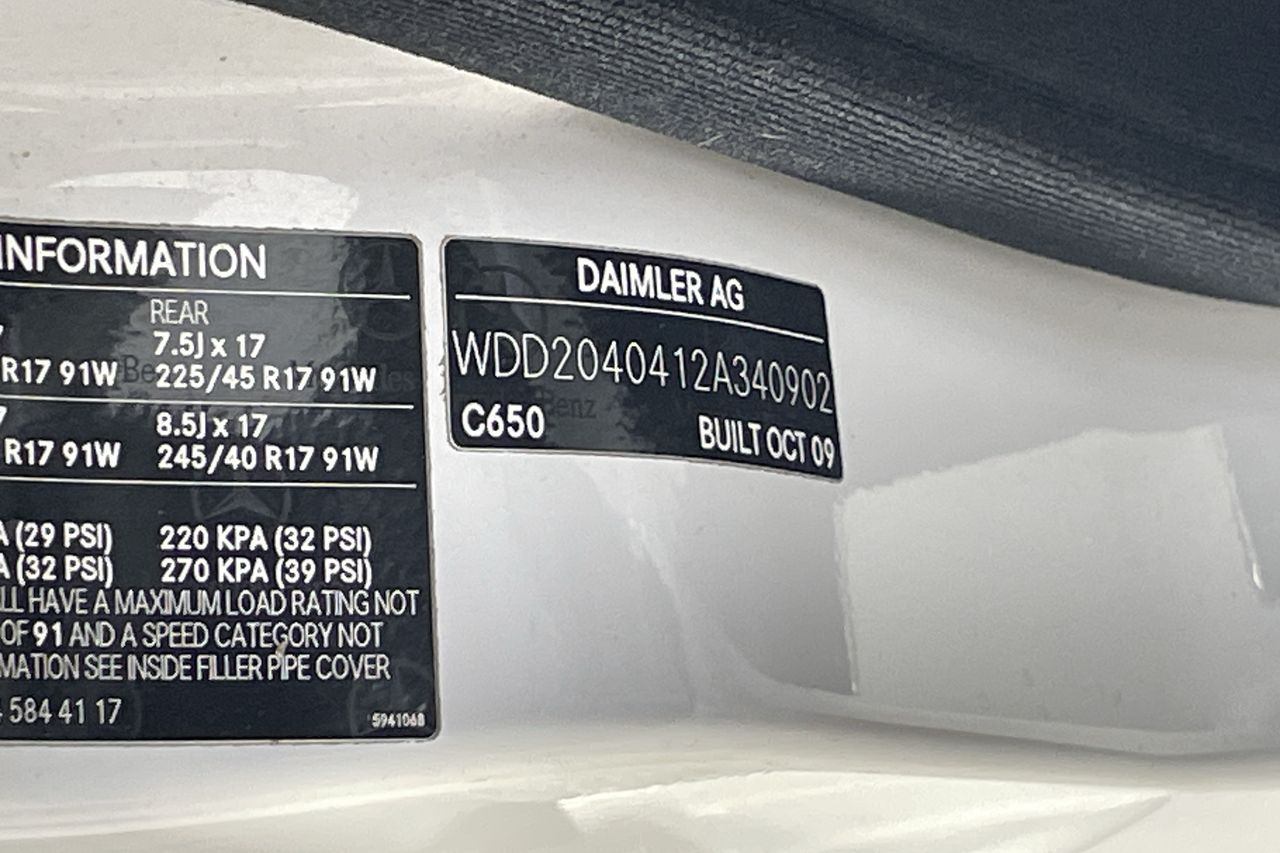 INFORMATION
REAR
7.5J x 17
R17 91W 225/45 R17 91W
8.5J x 17
R17 91W 245/40 R17 91W
(29 PSI) 220 KPA (32 PSI)
(32 PSI) 270 KPA (39 PSI)
HAVE A MAXIMUM LOAD RATING NOT
OF 91 AND A SPEED CATEGORY NOT
SEE INSIDE FILLER PIPE COVER
584 41 17
5941068
DAIMLER AG
WDD2040412A340902
Benz
C650 BUILT OCT 09